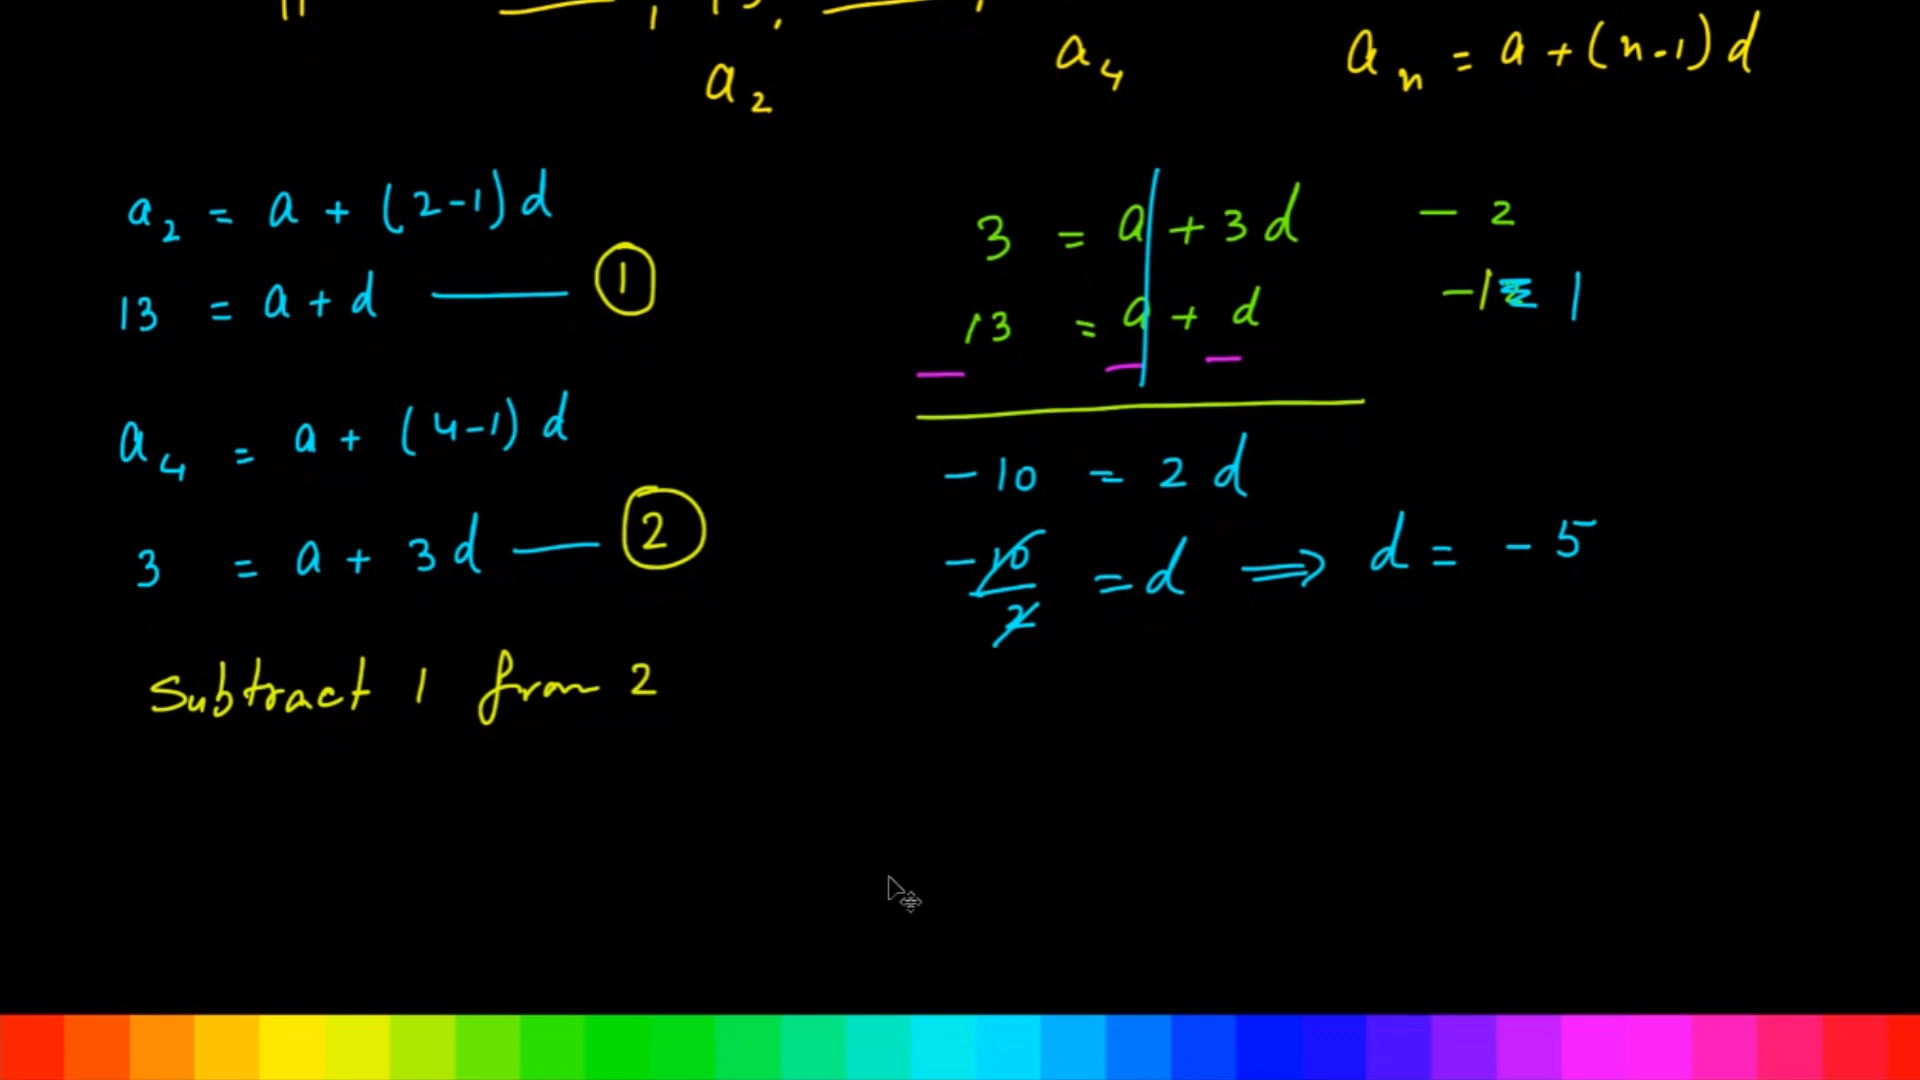 a₂ a₄ aₙ = a + (n-1) d
a₂ = a + (2-1) d
13 = a + d —— 1
a₄ = a + (4-1) d
3 = a + 3d — 2
Subtract 1 from 2
3 = a + 3d - 2
13 = a + d - 1
-10 = 2d
-10/2 = d ⟹ d = -5